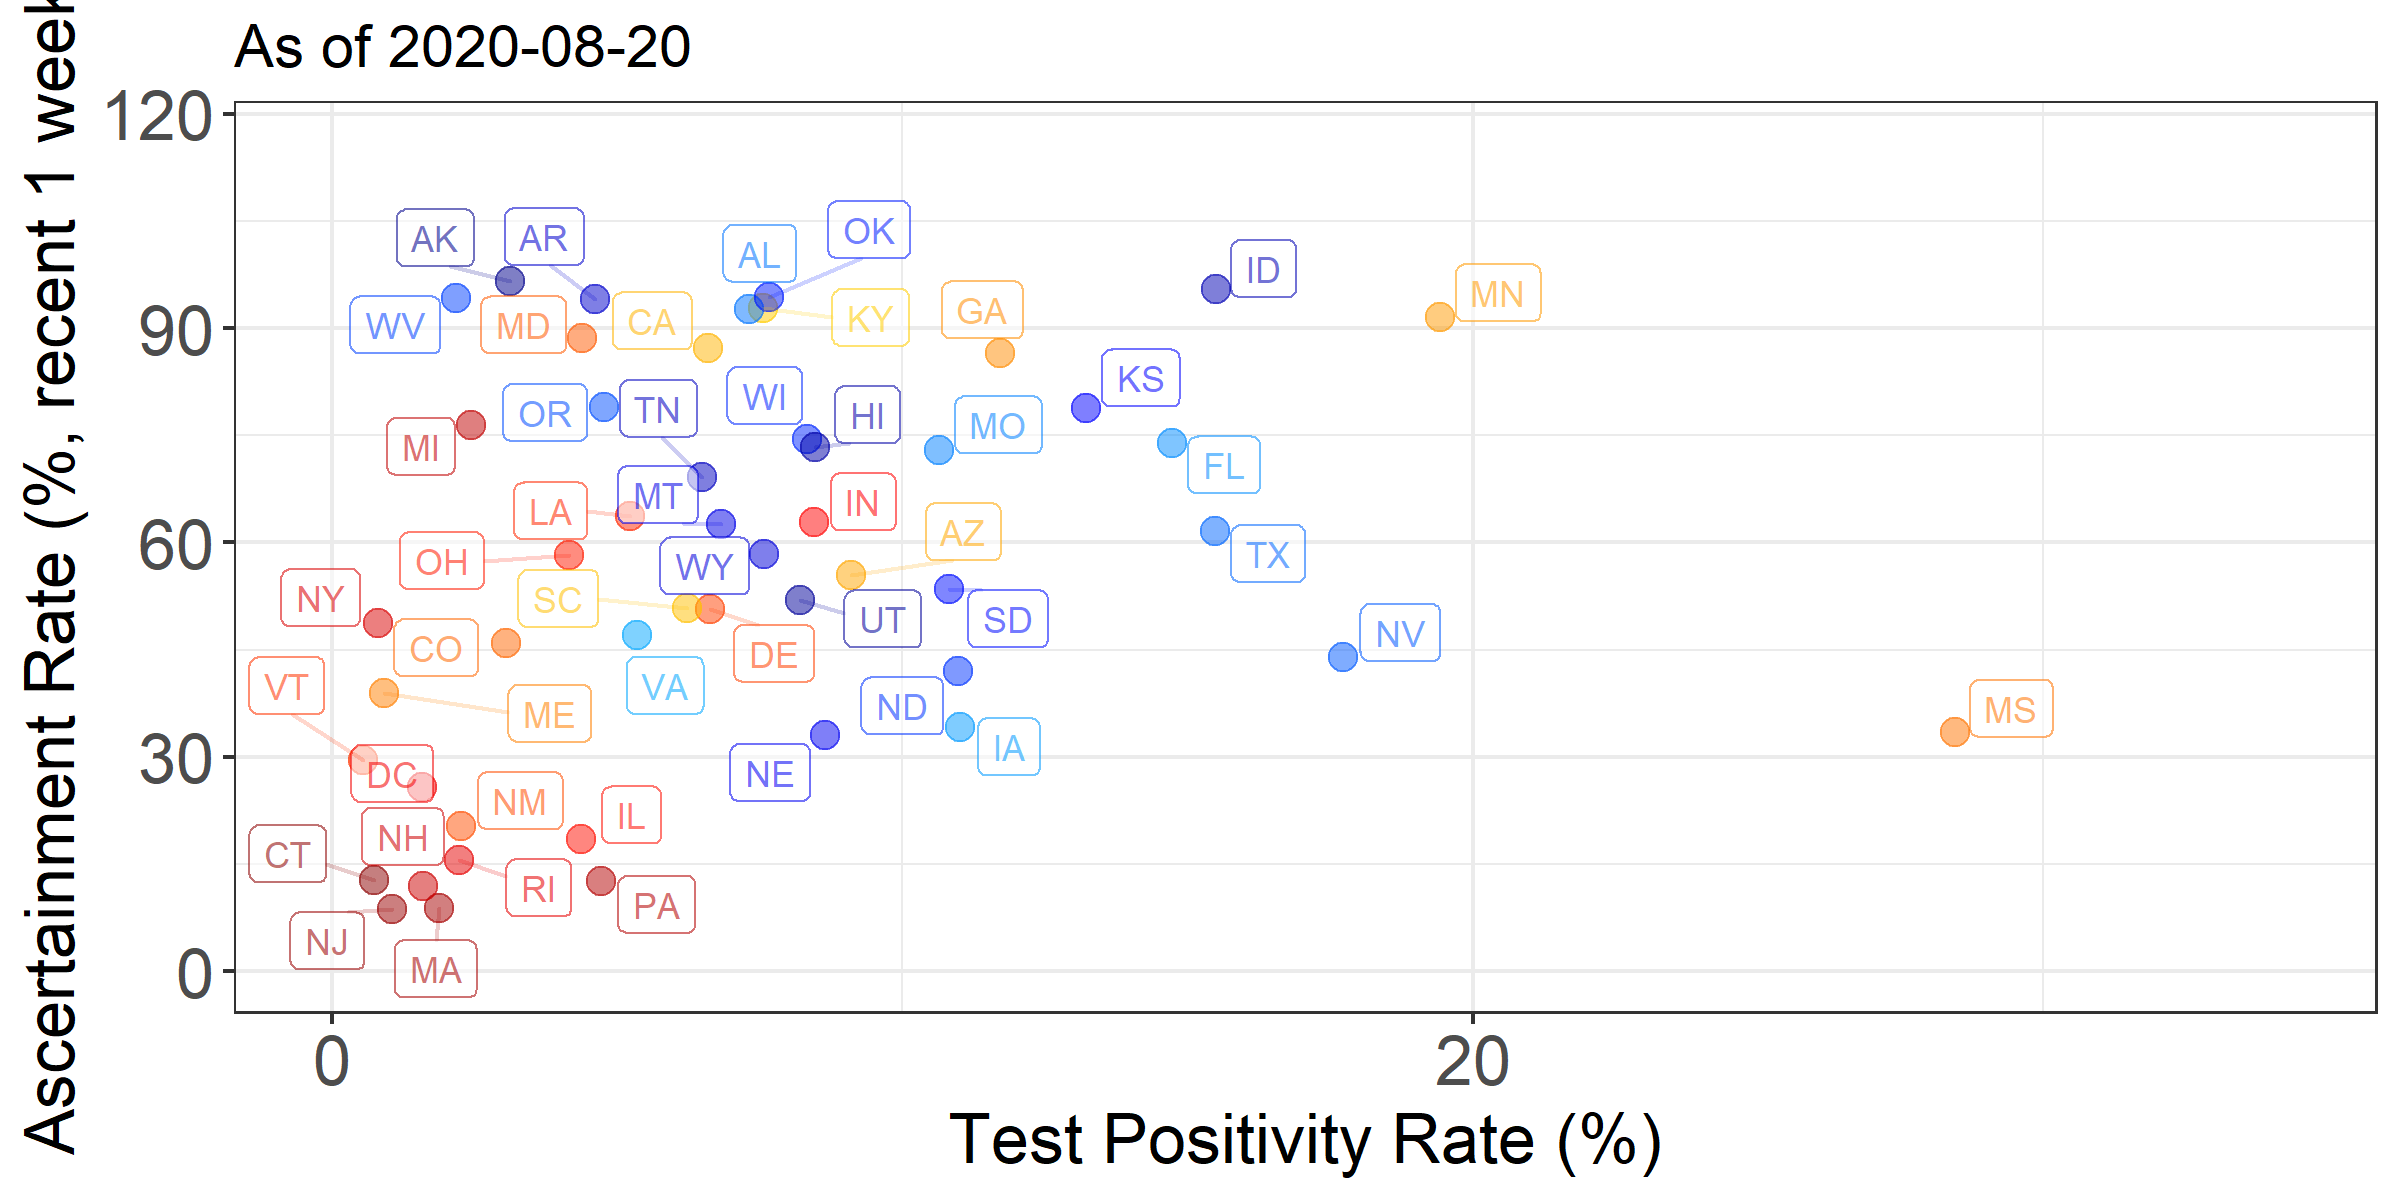 As of 2020-08-20
Ascertainment Rate (%, recent 1 week
120
90
60
30
0
AK
AR
AL
OK
ID
MN
WV
MD
CA
KY
GA
KS
OR
TN
WI
HI
MO
MI
FL
LA
MT
IN
AZ
OH
WY
TX
NY
SC
UT
SD
CO
DE
NV
VT
VA
ME
ND
MS
DC
NE
IA
NM
IL
NH
CT
RI
PA
NJ
MA
0
20
Test Positivity Rate (%)